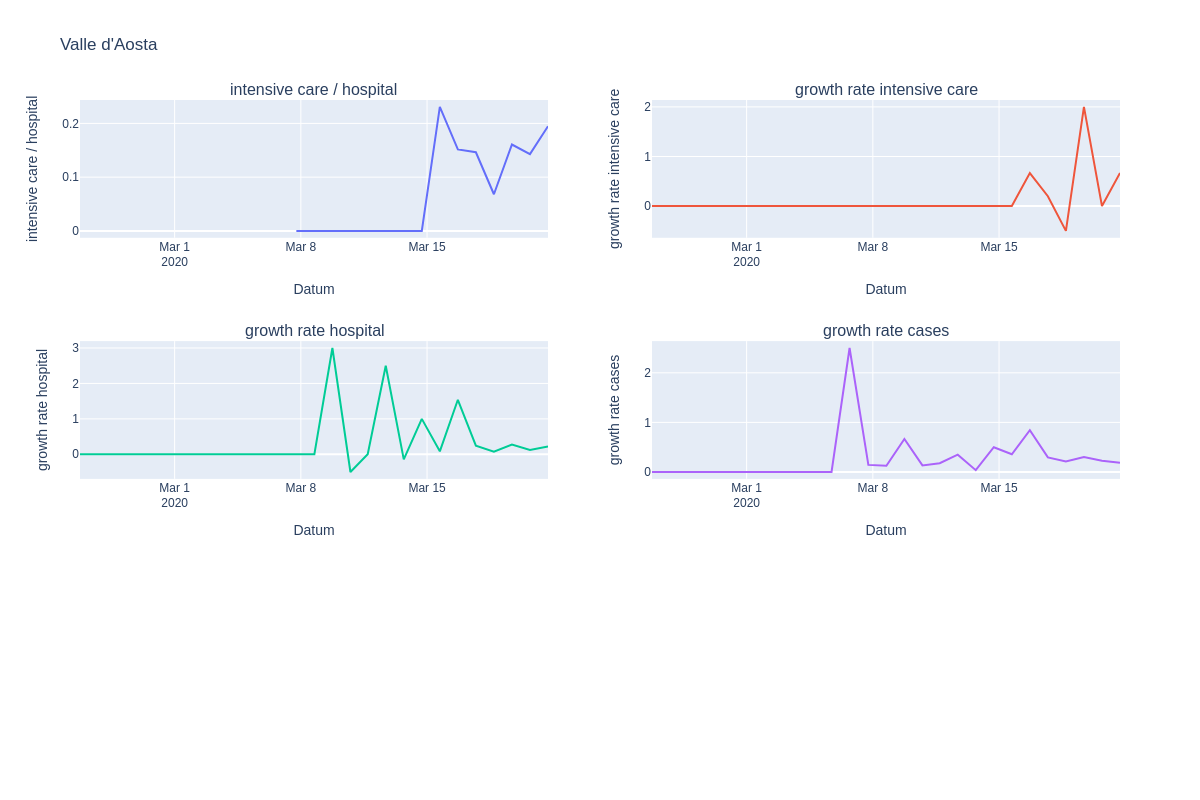 Valle d'Aosta
intensive care / hospital
growth rate intensive care
intensive care / hospital
0.2
0.1
0
Mar 1
2020
Mar 8
Mar 15
Datum
growth rate intensive care
2
1
0
Mar 1
2020
Mar 8
Mar 15
Datum
growth rate hospital
growth rate cases
growth rate hospital
3
2
1
0
Mar 1
2020
Mar 8
Mar 15
Datum
growth rate cases
2
1
0
Mar 1
2020
Mar 8
Mar 15
Datum